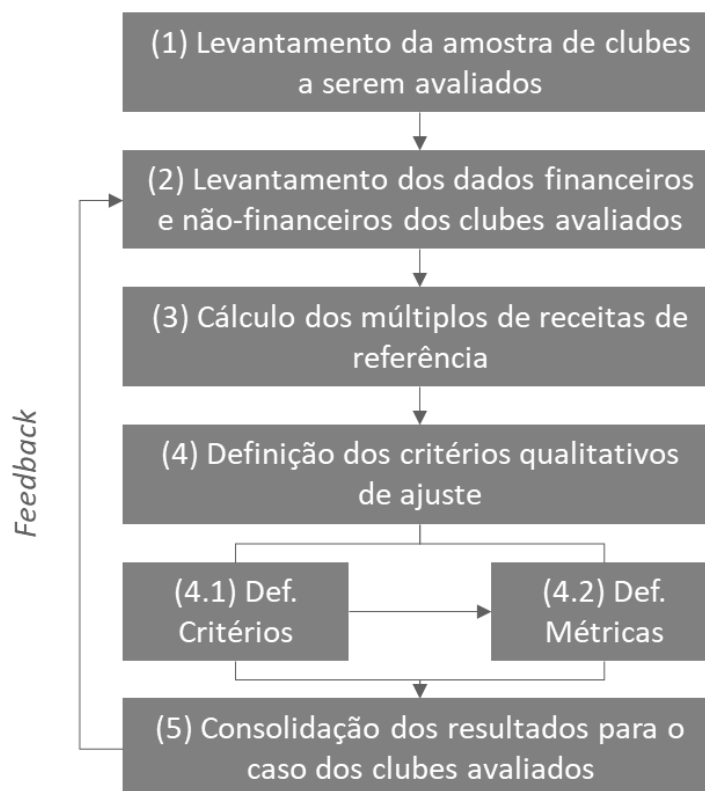 (1) Levantamento da amostra de clubes
a serem avaliados
(2) Levantamento dos dados financeiros
e não-financeiros dos clubes avaliados
(3) Cálculo dos múltiplos de receitas de
referência
Feedback
(4) Definição dos critérios qualitativos
de ajuste
(4.1) Def.
Critérios
(4.2) Def.
Métricas
(5) Consolidação dos resultados para o
caso dos clubes avaliados